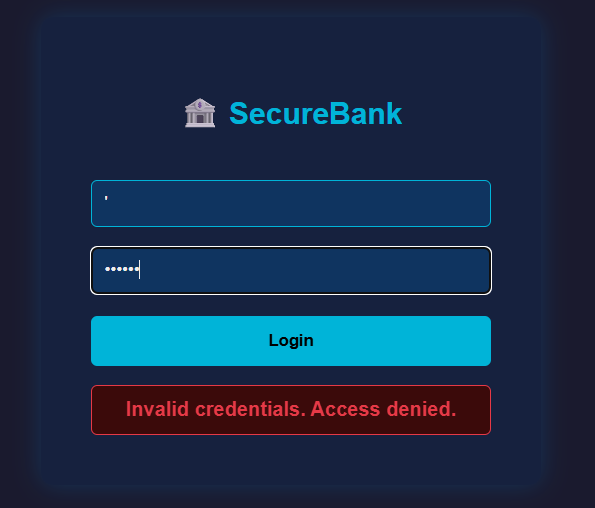 SecureBank
'
••••••
Login
Invalid credentials. Access denied.